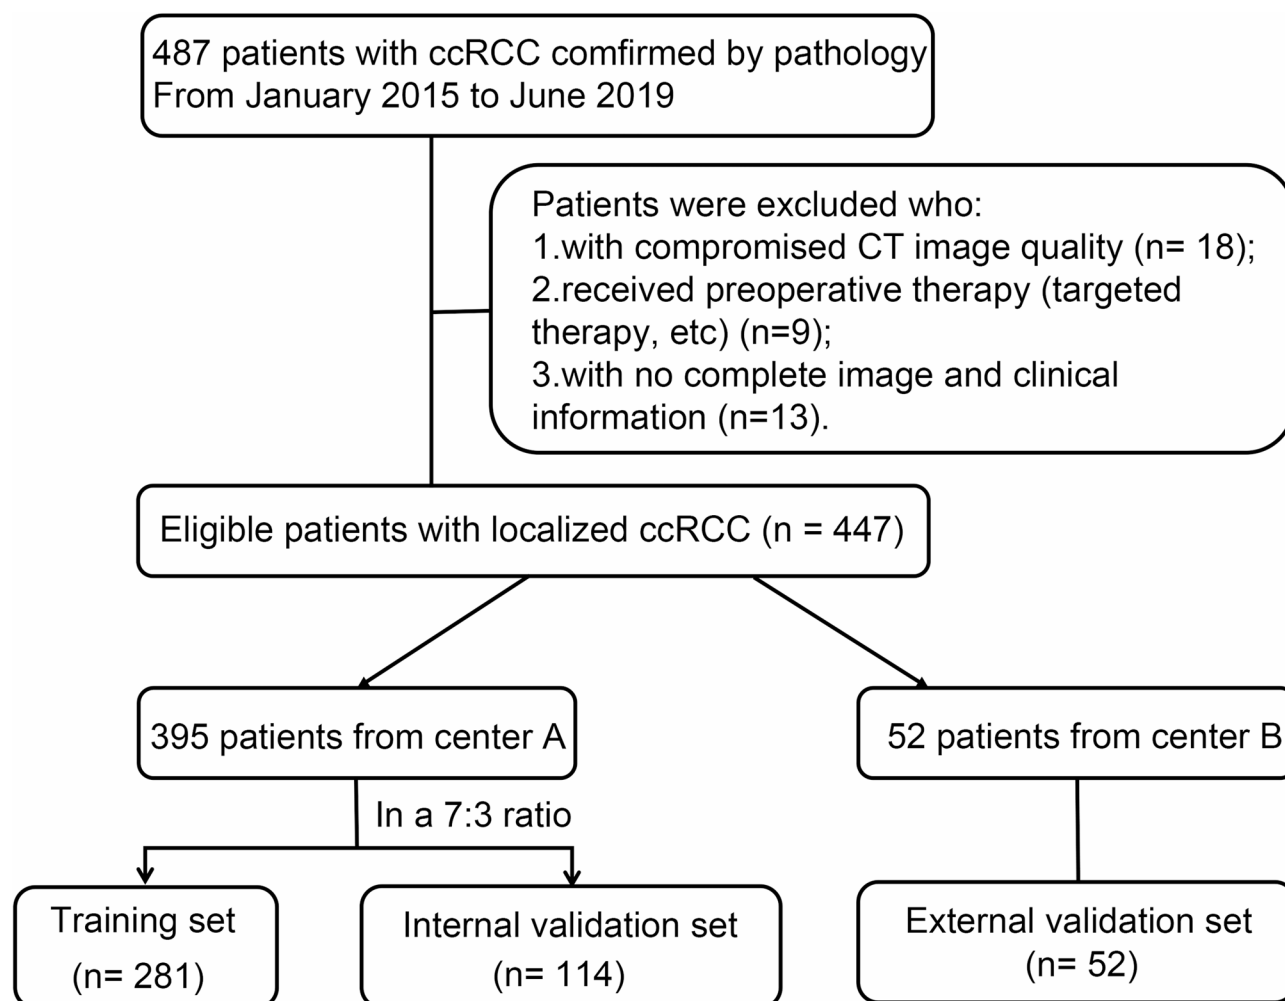 487 patients with ccRCC comfirmed by pathology
From January 2015 to June 2019
Patients were excluded who:
1.with compromised CT image quality (n= 18);
2.received preoperative therapy (targeted
therapy, etc) (n=9);
3.with no complete image and clinical
information (n=13).
Eligible patients with localized ccRCC (n = 447)
395 patients from center A
52 patients from center B
In a 7:3 ratio
Training set
(n= 281)
Internal validation set
(n= 114)
External validation set
(n= 52)